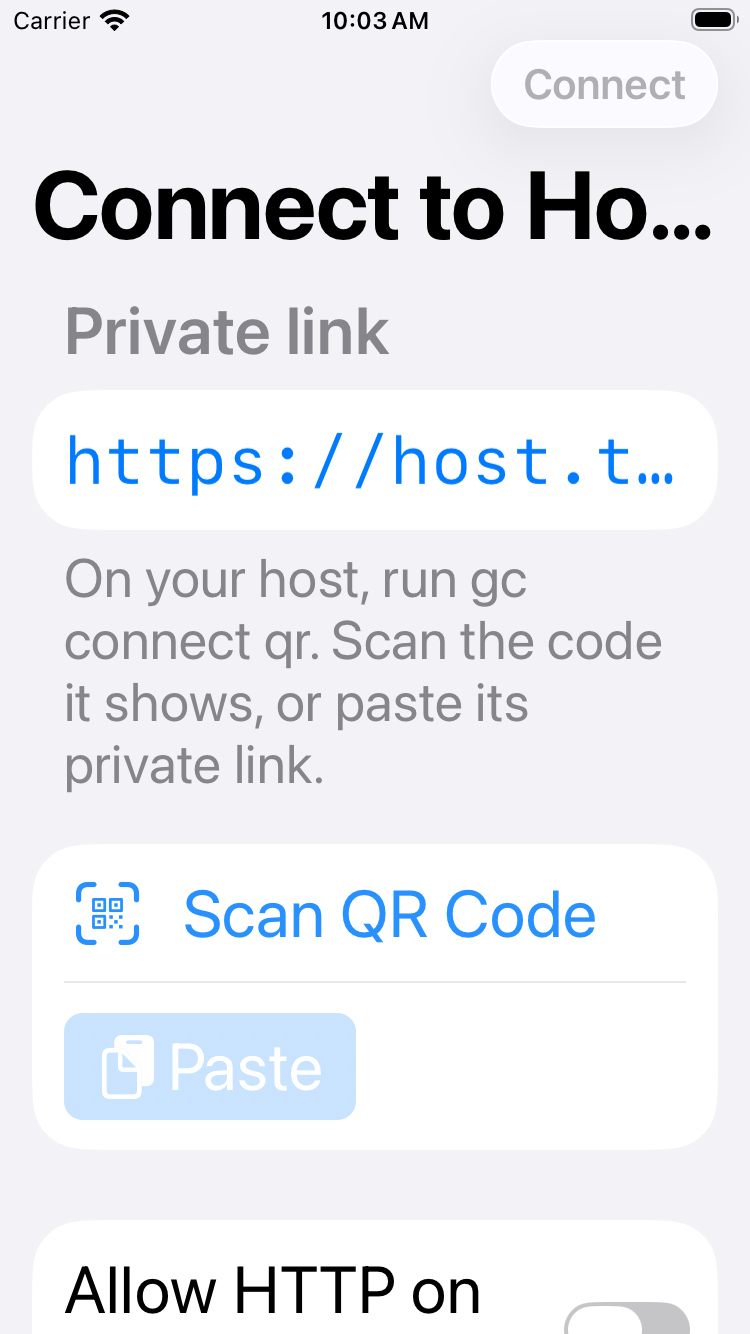 Carrier 10:03 AM
Connect
Connect to Ho…
Private link
https://host.t…
On your host, run gc
connect qr. Scan the code
it shows, or paste its
private link.
Scan QR Code
Paste
Allow HTTP on